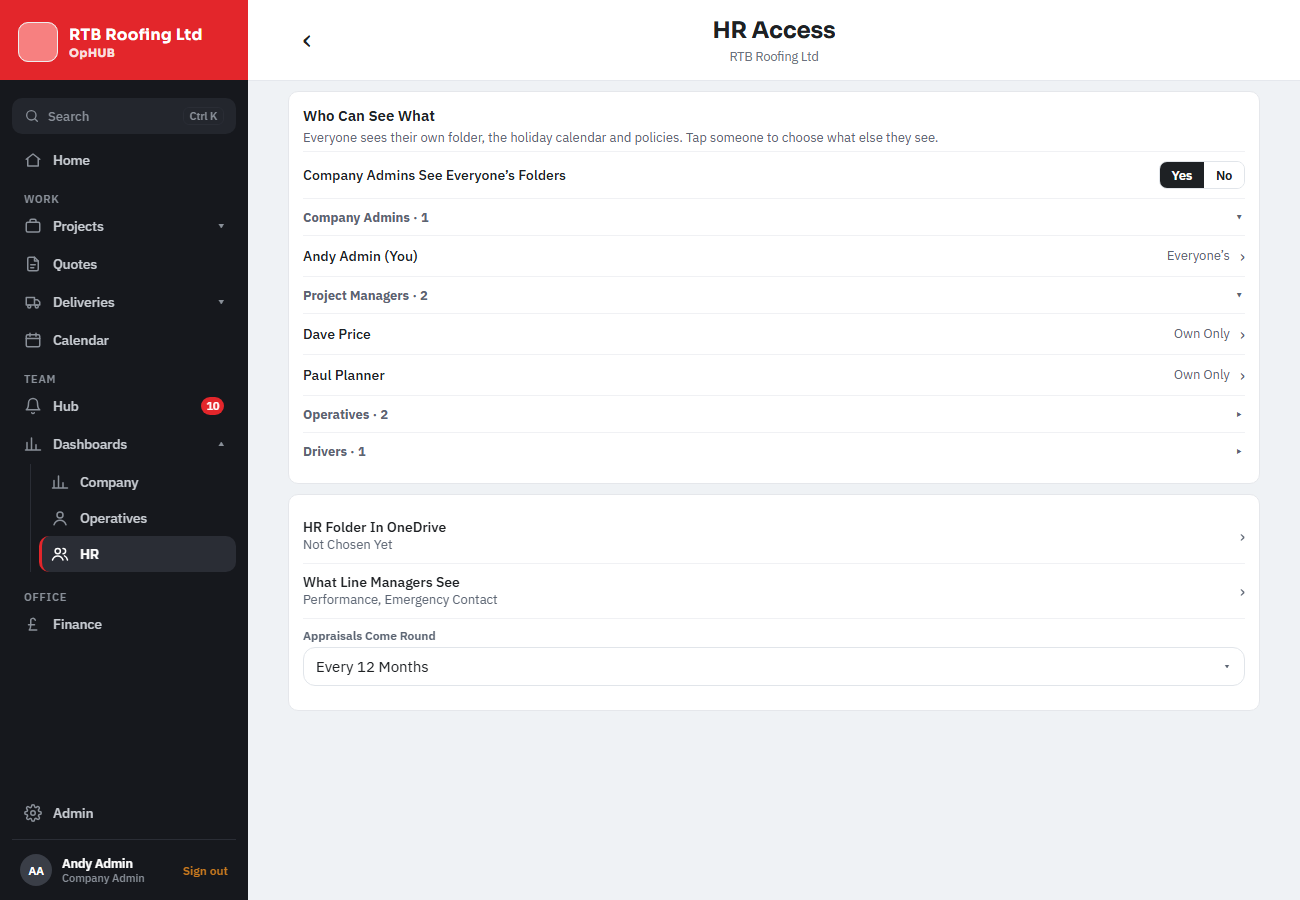 RTB Roofing Ltd
OpHUB
Search Ctrl K
Home
WORK
Projects
Quotes
Deliveries
Calendar
TEAM
Hub 10
Dashboards
Company
Operatives
HR
OFFICE
Finance
Admin
AA
Andy Admin
Company Admin
Sign out
HR Access
RTB Roofing Ltd
Who Can See What
Everyone sees their own folder, the holiday calendar and policies. Tap someone to choose what else they see.
Company Admins See Everyone’s Folders Yes No
Company Admins · 1
Andy Admin (You) Everyone’s
Project Managers · 2
Dave Price Own Only
Paul Planner Own Only
Operatives · 2
Drivers · 1
HR Folder In OneDrive
Not Chosen Yet
What Line Managers See
Performance, Emergency Contact
Appraisals Come Round
Every 12 Months